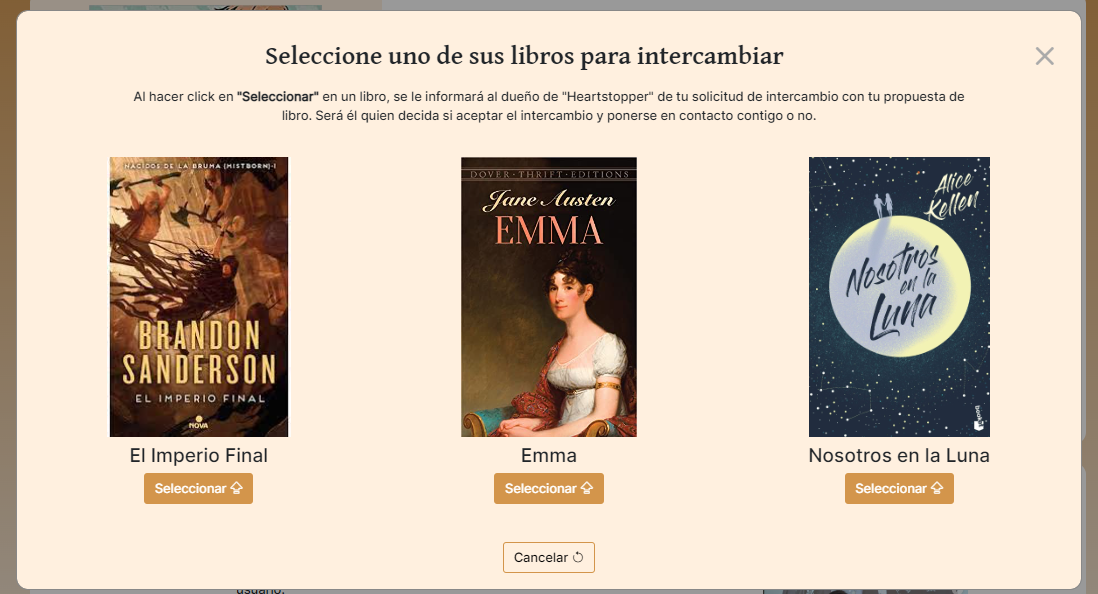 Seleccione uno de sus libros para intercambiar
Al hacer click en "Seleccionar" en un libro, se le informará al dueño de "Heartstopper" de tu solicitud de intercambio con tu propuesta de
libro. Será él quien decida si aceptar el intercambio y ponerse en contacto contigo o no.
NACIDOS DE LA BRUMA (MISTBORN)-I
BRANDON
SANDERSON
EL IMPERIO FINAL
NOVA
DOVER · THRIFT · EDITIONS
Jane Austen
EMMA
Alice
Kellen
Nosotros
en la
Luna
Booket
El Imperio Final
Emma
Nosotros en la Luna
Seleccionar
Seleccionar
Seleccionar
Cancelar
usuario.